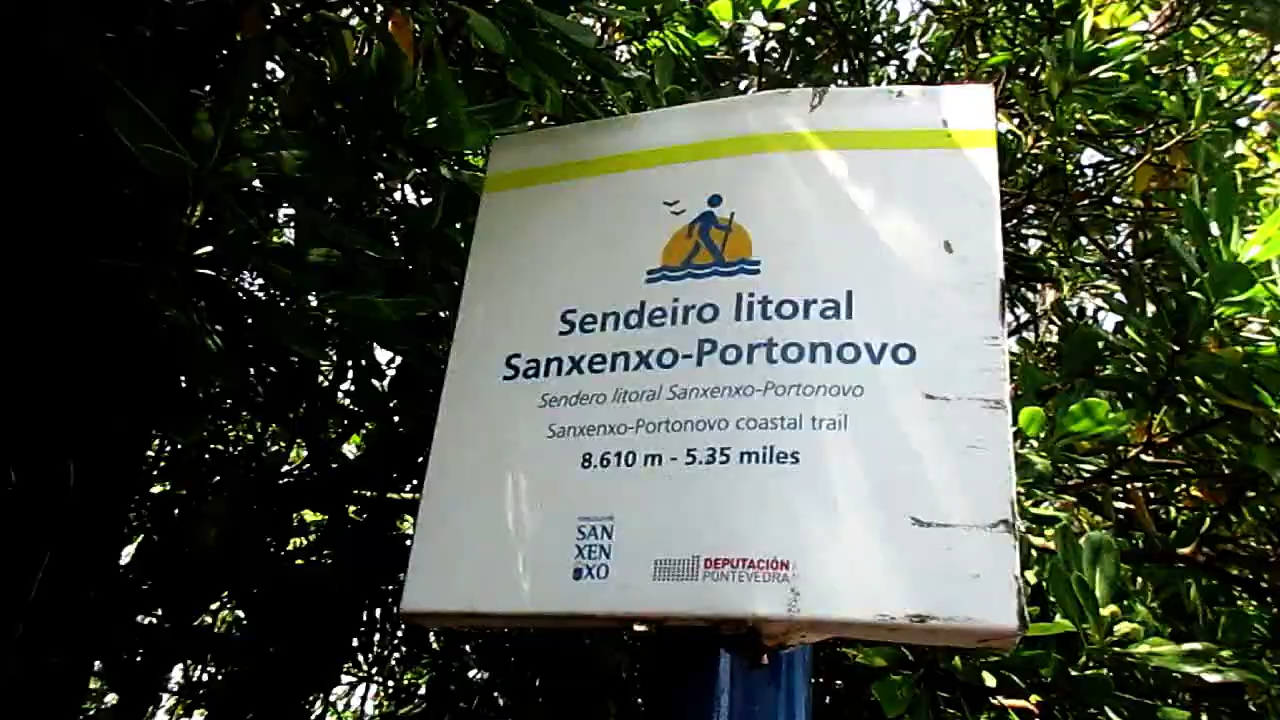 Sendeiro litoral
Sanxenxo-Portonovo
Sendero litoral Sanxenxo-Portonovo
Sanxenxo-Portonovo coastal trail
8.610 m - 5.35 miles
SAN
XEN
XO
DEPUTACIÓN
PONTEVEDRA